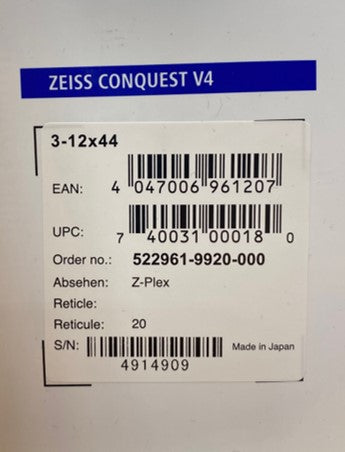 ZEISS CONQUEST V4
3-12x44
EAN: 4 047006 961207
UPC: 7 40031 00018 0
Order no.: 522961-9920-000
Absehen: Z-Plex
Reticle:
Reticule: 20
S/N: Made in Japan
4914909